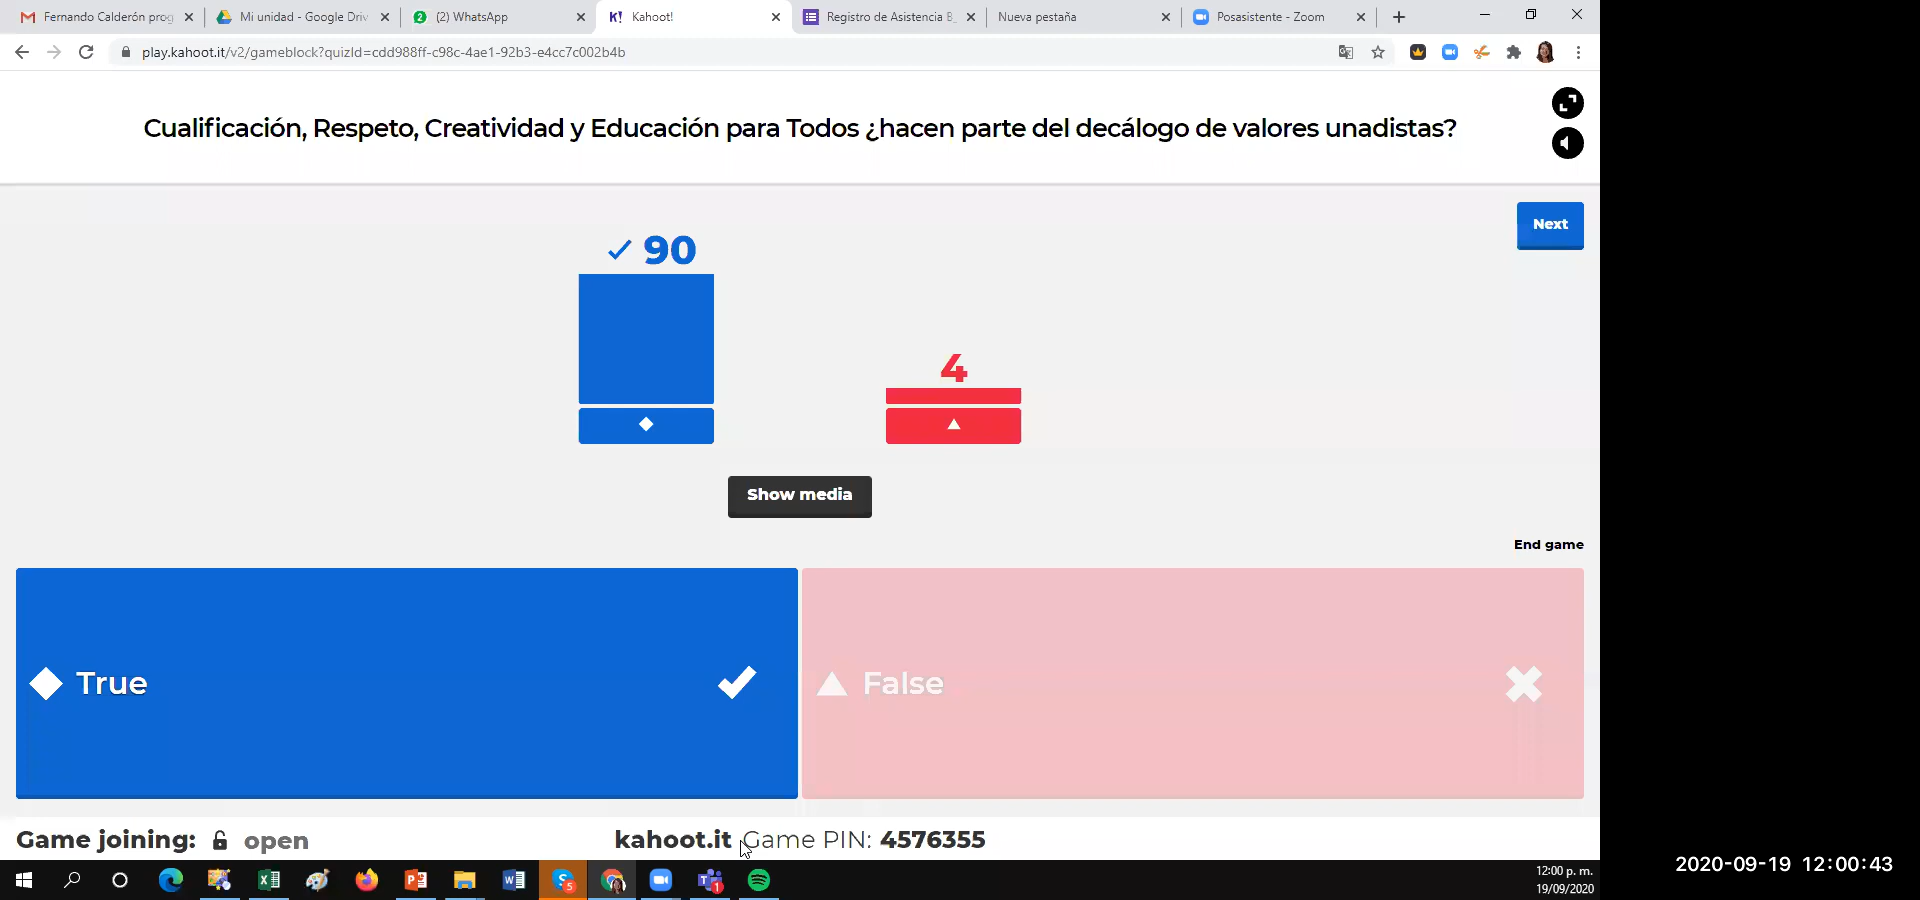 Fernando Calderón prog
Mi unidad - Google Driv
(2) WhatsApp
Kahoot!
Registro de Asistencia B_
Nueva pestaña
Posasistente - Zoom
play.kahoot.it/v2/gameblock?quizId=cdd988ff-c98c-4ae1-92b3-e4cc7c002b4b
Cualificación, Respeto, Creatividad y Educación para Todos ¿hacen parte del decálogo de valores unadistas?
Next
90
4
Show media
End game
True
False
Game joining: open
kahoot.it Game PIN: 4576355
12:00 p. m.
19/09/2020
2020-09-19 12:00:43